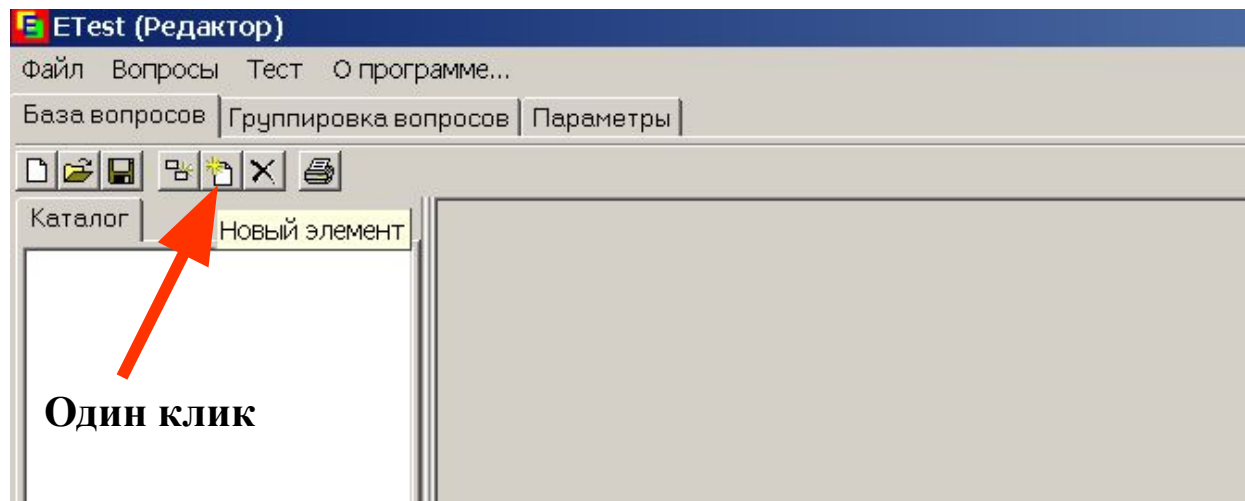 ETest (Редактор)
Файл Вопросы Тест О программе...
База вопросов Группировка вопросов Параметры
Каталог
Новый элемент
Один клик